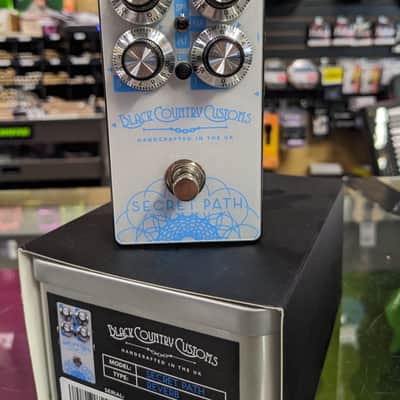 BLACK COUNTRY CUSTOMS
HANDCRAFTED IN THE UK
SECRET PATH
BLACK COUNTRY CUSTOMS
HANDCRAFTED IN THE UK
MODEL: SECRET PATH
TYPE: REVERB
SERIAL: